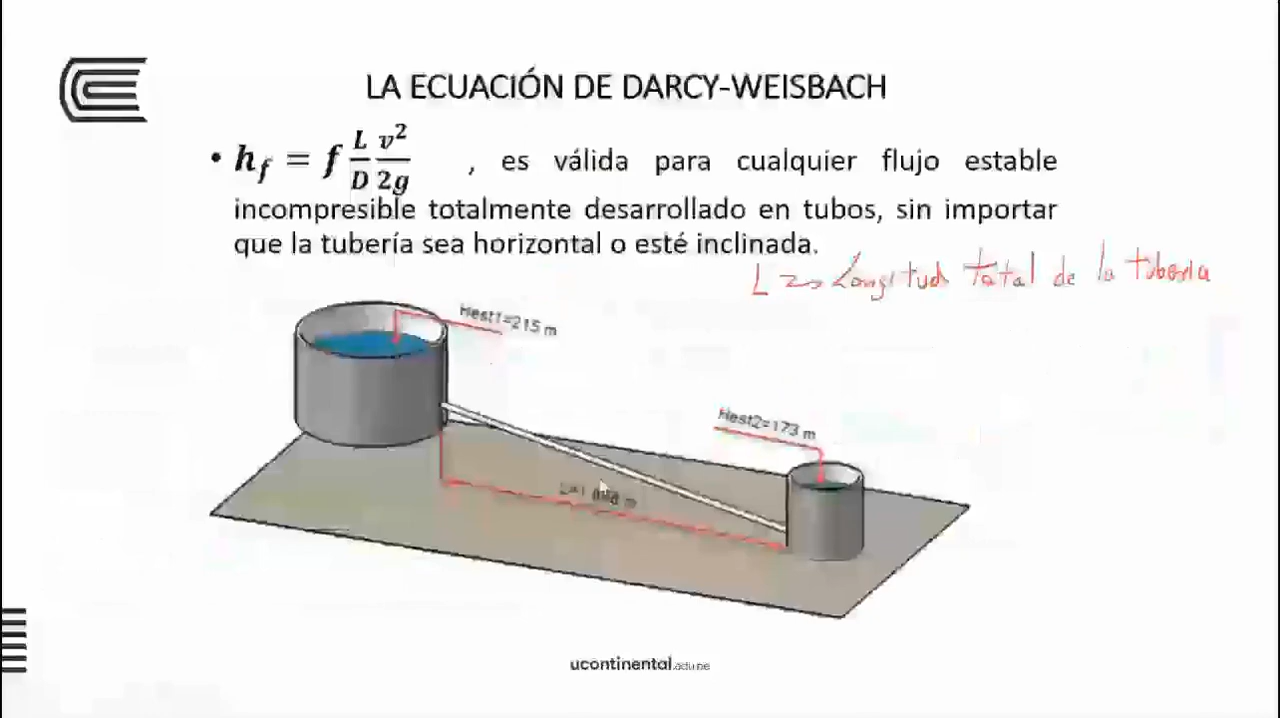 LA ECUACIÓN DE DARCY-WEISBACH
• h_f = f L/D v²/2g , es válida para cualquier flujo estable
incompresible totalmente desarrollado en tubos, sin importar
que la tubería sea horizontal o esté inclinada.
L => Longitud total de la tubería
Hest1=215 m
Hest2=173 m
ucontinental.edu.pe